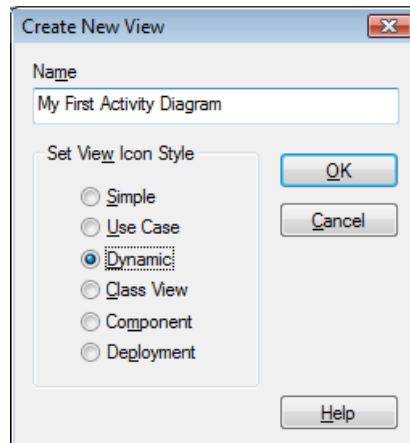 Create New View
Name
My First Activity Diagram
Set View Icon Style
OK
Simple
Use Case
Cancel
Dynamic
Class View
Component
Deployment
Help